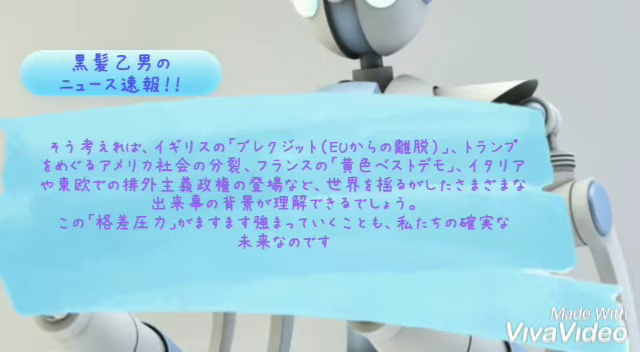 黒髪乙男の
ニュース速報!!
そう考えれば、イギリスの「ブレクジット(EUからの離脱)」、トランプ
をめぐるアメリカ社会の分裂、フランスの「黄色ベストデモ」、イタリア
や東欧での排外主義政権の登場など、世界を揺るがしたさまざまな
出来事の背景が理解できるでしょう。
この「格差圧力」がますます強まっていくことも、私たちの確実な
未来なのです
Made With
VivaVideo